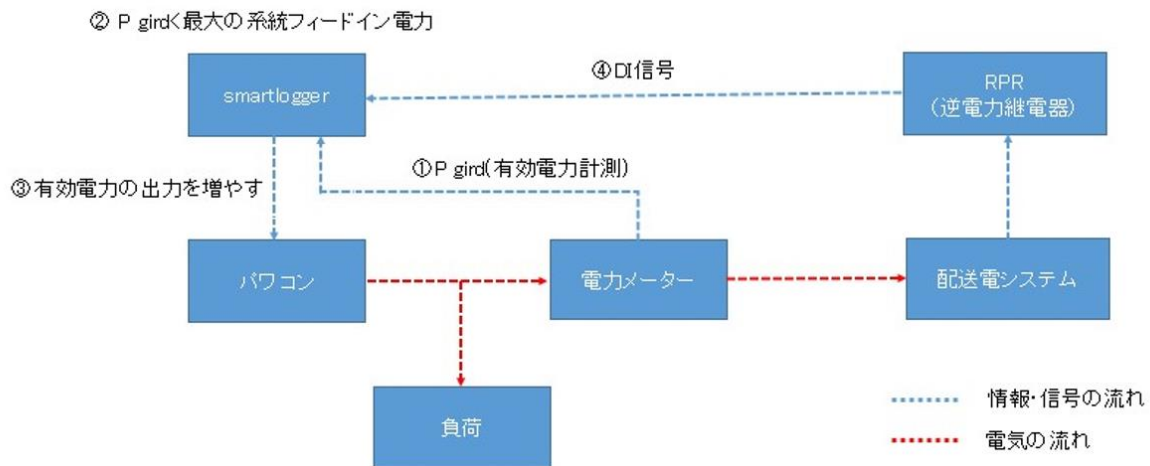 ② P gird<最大の系統フィードイン電力
smartlogger
④DI信号
RPR
(逆電力継電器)
①P gird(有効電力計測)
③有効電力の出力を増やす
パワコン
電力メーター
配送電システム
負荷
情報・信号の流れ
電気の流れ